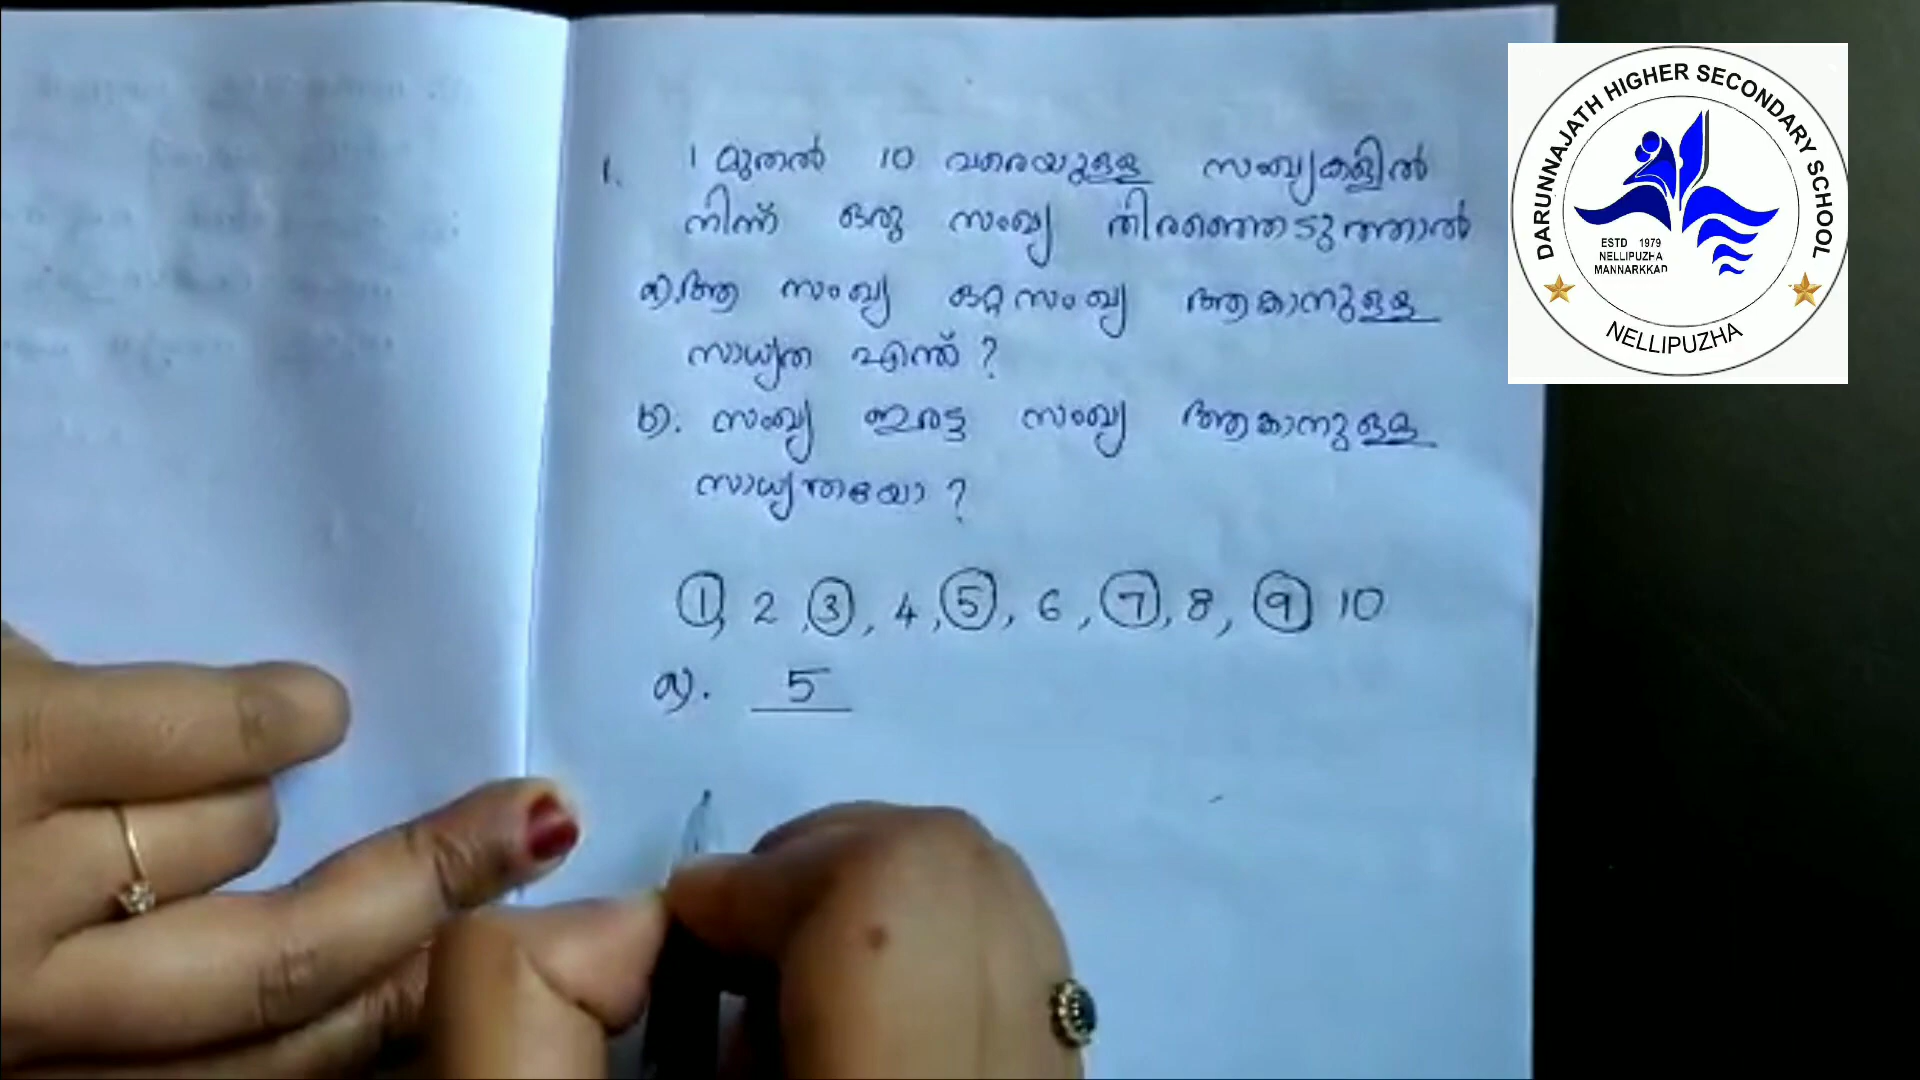 1. 1 മുതൽ 10 വരെയുള്ള സംഖ്യകളിൽ
നിന്ന് ഒരു സംഖ്യ തിരഞ്ഞെടുത്താൽ
a). ആ സംഖ്യ ഒറ്റസംഖ്യ ആകാനുള്ള
സാധ്യത എന്ത് ?
b). സംഖ്യ ഇരട്ട സംഖ്യ ആകാനുള്ള
സാധ്യതയോ ?
1, 2, 3, 4, 5, 6, 7, 8, 9 10
a). 5
DARUNNAJATH HIGHER SECONDARY SCHOOL
ESTD 1979
NELLIPUZHA
MANNARKKAD
NELLIPUZHA